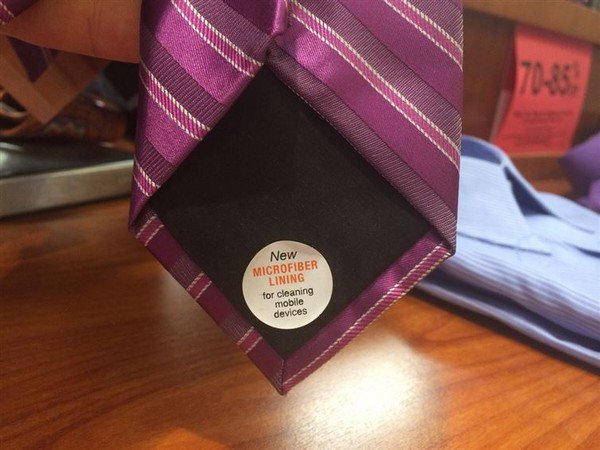 70-85%
New
MICROFIBER
LINING
for cleaning
mobile
devices